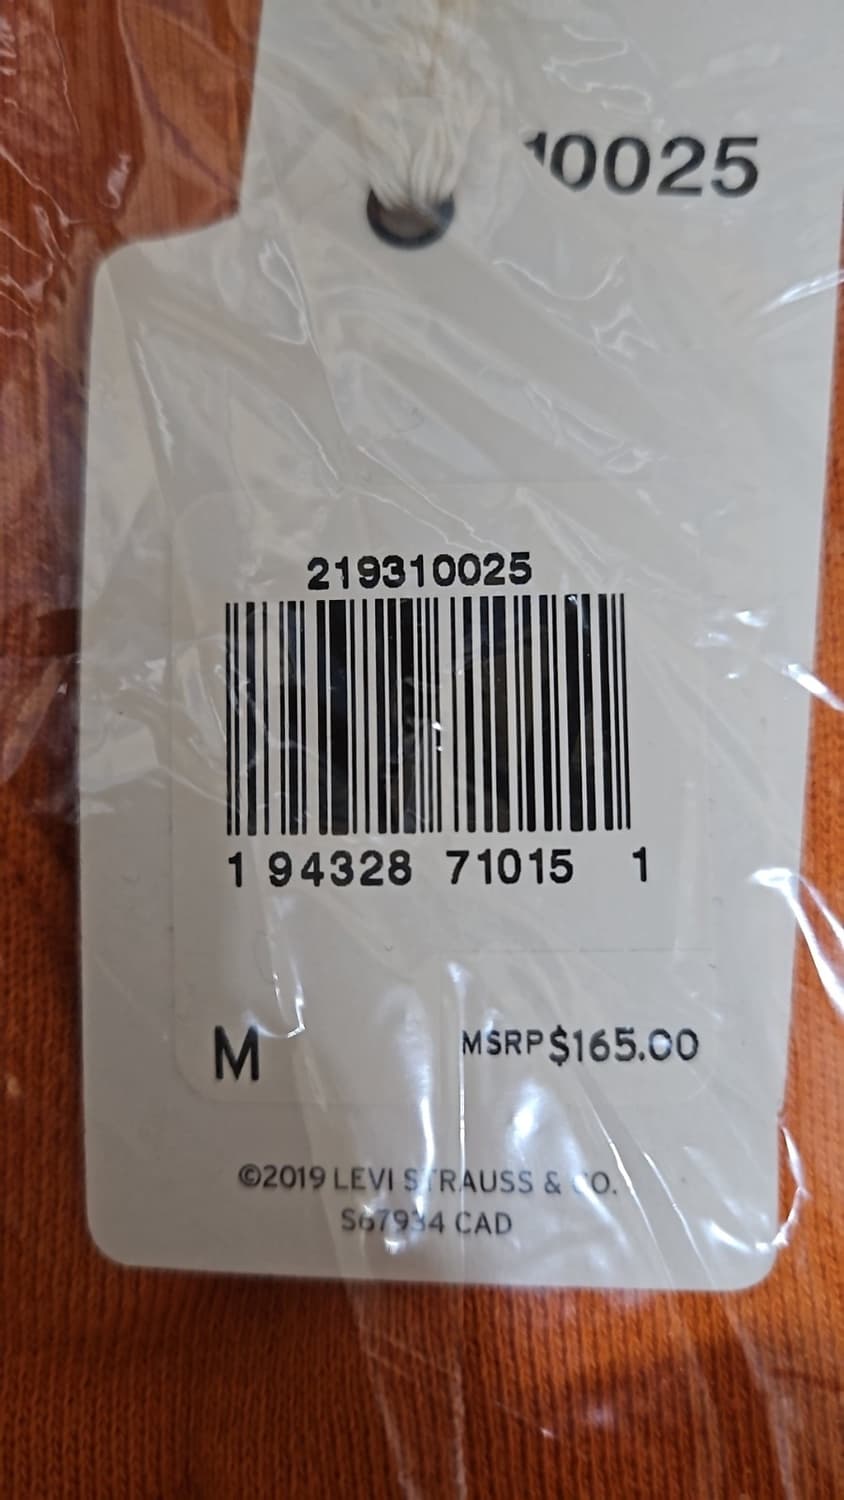 10025
219310025
1 94328 71015 1
M MSRP $165.00
©2019 LEVI STRAUSS & CO.
S67934 CAD